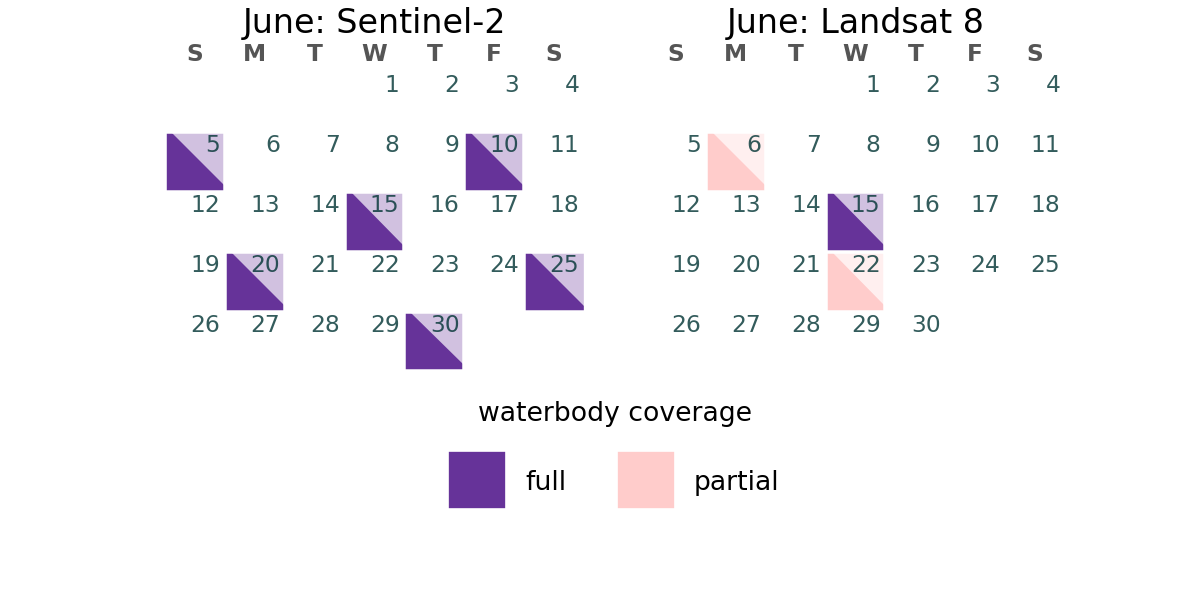 June: Sentinel-2
S M T W T F S
1 2 3 4
5 6 7 8 9 10 11
12 13 14 15 16 17 18
19 20 21 22 23 24 25
26 27 28 29 30
June: Landsat 8
S M T W T F S
1 2 3 4
5 6 7 8 9 10 11
12 13 14 15 16 17 18
19 20 21 22 23 24 25
26 27 28 29 30
waterbody coverage
full partial